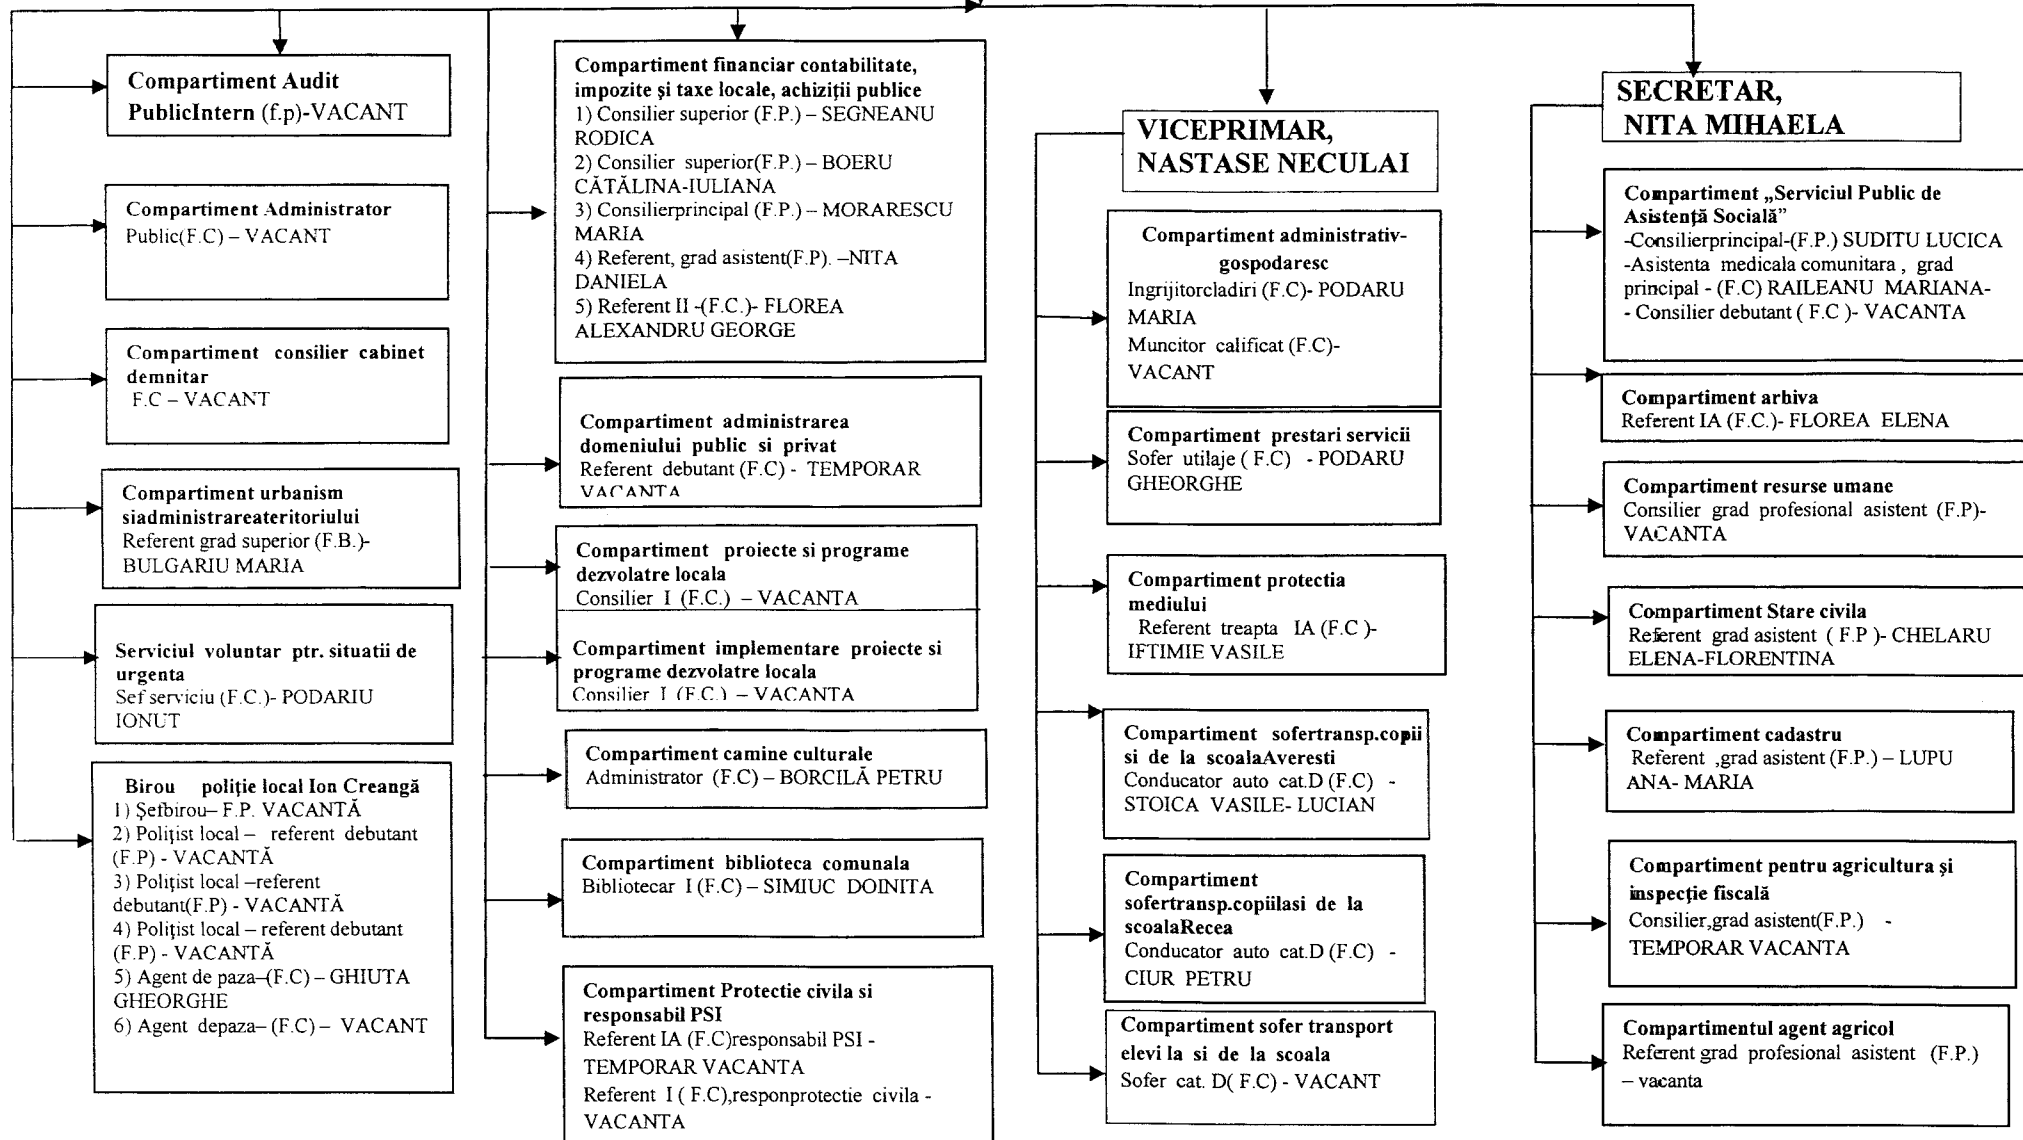 Compartiment Audit
PublicIntern (f.p)-VACANT
Compartiment Administrator
Public(F.C) – VACANT
Compartiment consilier cabinet
demnitar
F.C – VACANT
Compartiment urbanism
siadministrareateritoriului
Referent grad superior (F.B.)-
BULGARIU MARIA
Serviciul voluntar ptr. situatii de
urgenta
Sef serviciu (F.C.)- PODARIU
IONUT
Birou poliţie local Ion Creangă
1) Şefbirou– F.P. VACANTĂ
2) Poliţist local – referent debutant
(F.P) - VACANTĂ
3) Poliţist local –referent
debutant(F.P) - VACANTĂ
4) Poliţist local – referent debutant
(F.P) - VACANTĂ
5) Agent de paza–(F.C) – GHIUTA
GHEORGHE
6) Agent depaza– (F.C) – VACANT
Compartiment financiar contabilitate,
impozite şi taxe locale, achiziţii publice
1) Consilier superior (F.P.) – SEGNEANU
RODICA
2) Consilier superior(F.P.) – BOERU
CĂTĂLINA-IULIANA
3) Consilierprincipal (F.P.) – MORARESCU
MARIA
4) Referent, grad asistent(F.P). –NITA
DANIELA
5) Referent II -(F.C.)- FLOREA
ALEXANDRU GEORGE
Compartiment administrarea
domeniului public si privat
Referent debutant (F.C) - TEMPORAR
VACANTA
Compartiment proiecte si programe
dezvolatre locala
Consilier I (F.C.) – VACANTA
Compartiment implementare proiecte si
programe dezvolatre locala
Consilier I (F.C.) – VACANTA
Compartiment camine culturale
Administrator (F.C) – BORCILĂ PETRU
Compartiment biblioteca comunala
Bibliotecar I (F.C) – SIMIUC DOINITA
Compartiment Protectie civila si
responsabil PSI
Referent IA (F.C)responsabil PSI -
TEMPORAR VACANTA
Referent I ( F.C),responprotectie civila -
VACANTA
VICEPRIMAR,
NASTASE NECULAI
Compartiment administrativ-
gospodaresc
Ingrijitorcladiri (F.C)- PODARU
MARIA
Muncitor calificat (F.C)-
VACANT
Compartiment prestari servicii
Sofer utilaje ( F.C) - PODARU
GHEORGHE
Compartiment protectia
mediului
Referent treapta IA (F.C )-
IFTIMIE VASILE
Compartiment sofertransp.copii
si de la scoalaAveresti
Conducator auto cat.D (F.C) -
STOICA VASILE- LUCIAN
Compartiment
sofertransp.copiilasi de la
scoalaRecea
Conducator auto cat.D (F.C) -
CIUR PETRU
Compartiment sofer transport
elevi la si de la scoala
Sofer cat. D( F.C) - VACANT
SECRETAR,
NITA MIHAELA
Compartiment „Serviciul Public de
Asistenţă Socială”
-Consilierprincipal-(F.P.) SUDITU LUCICA
-Asistenta medicala comunitara , grad
principal - (F.C) RAILEANU MARIANA-
- Consilier debutant ( F.C )- VACANTA
Compartiment arhiva
Referent IA (F.C.)- FLOREA ELENA
Compartiment resurse umane
Consilier grad profesional asistent (F.P)-
VACANTA
Compartiment Stare civila
Referent grad asistent ( F.P )- CHELARU
ELENA-FLORENTINA
Compartiment cadastru
Referent ,grad asistent (F.P.) – LUPU
ANA- MARIA
Compartiment pentru agricultura şi
inspecţie fiscală
Consilier,grad asistent(F.P.) -
TEMPORAR VACANTA
Compartimentul agent agricol
Referent grad profesional asistent (F.P.)
– vacanta